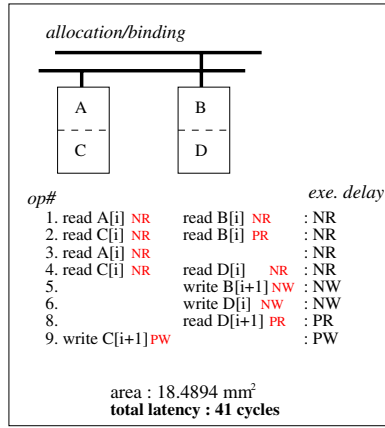 allocation/binding
A B
C D
op# exe. delay
1. read A[i] NR read B[i] NR : NR
2. read C[i] NR read B[i] PR : NR
3. read A[i] NR : NR
4. read C[i] NR read D[i] NR : NR
5. write B[i+1] NW : NW
6. write D[i] NW : NW
8. read D[i+1] PR : PR
9. write C[i+1] PW : PW
area : 18.4894 mm²
total latency : 41 cycles